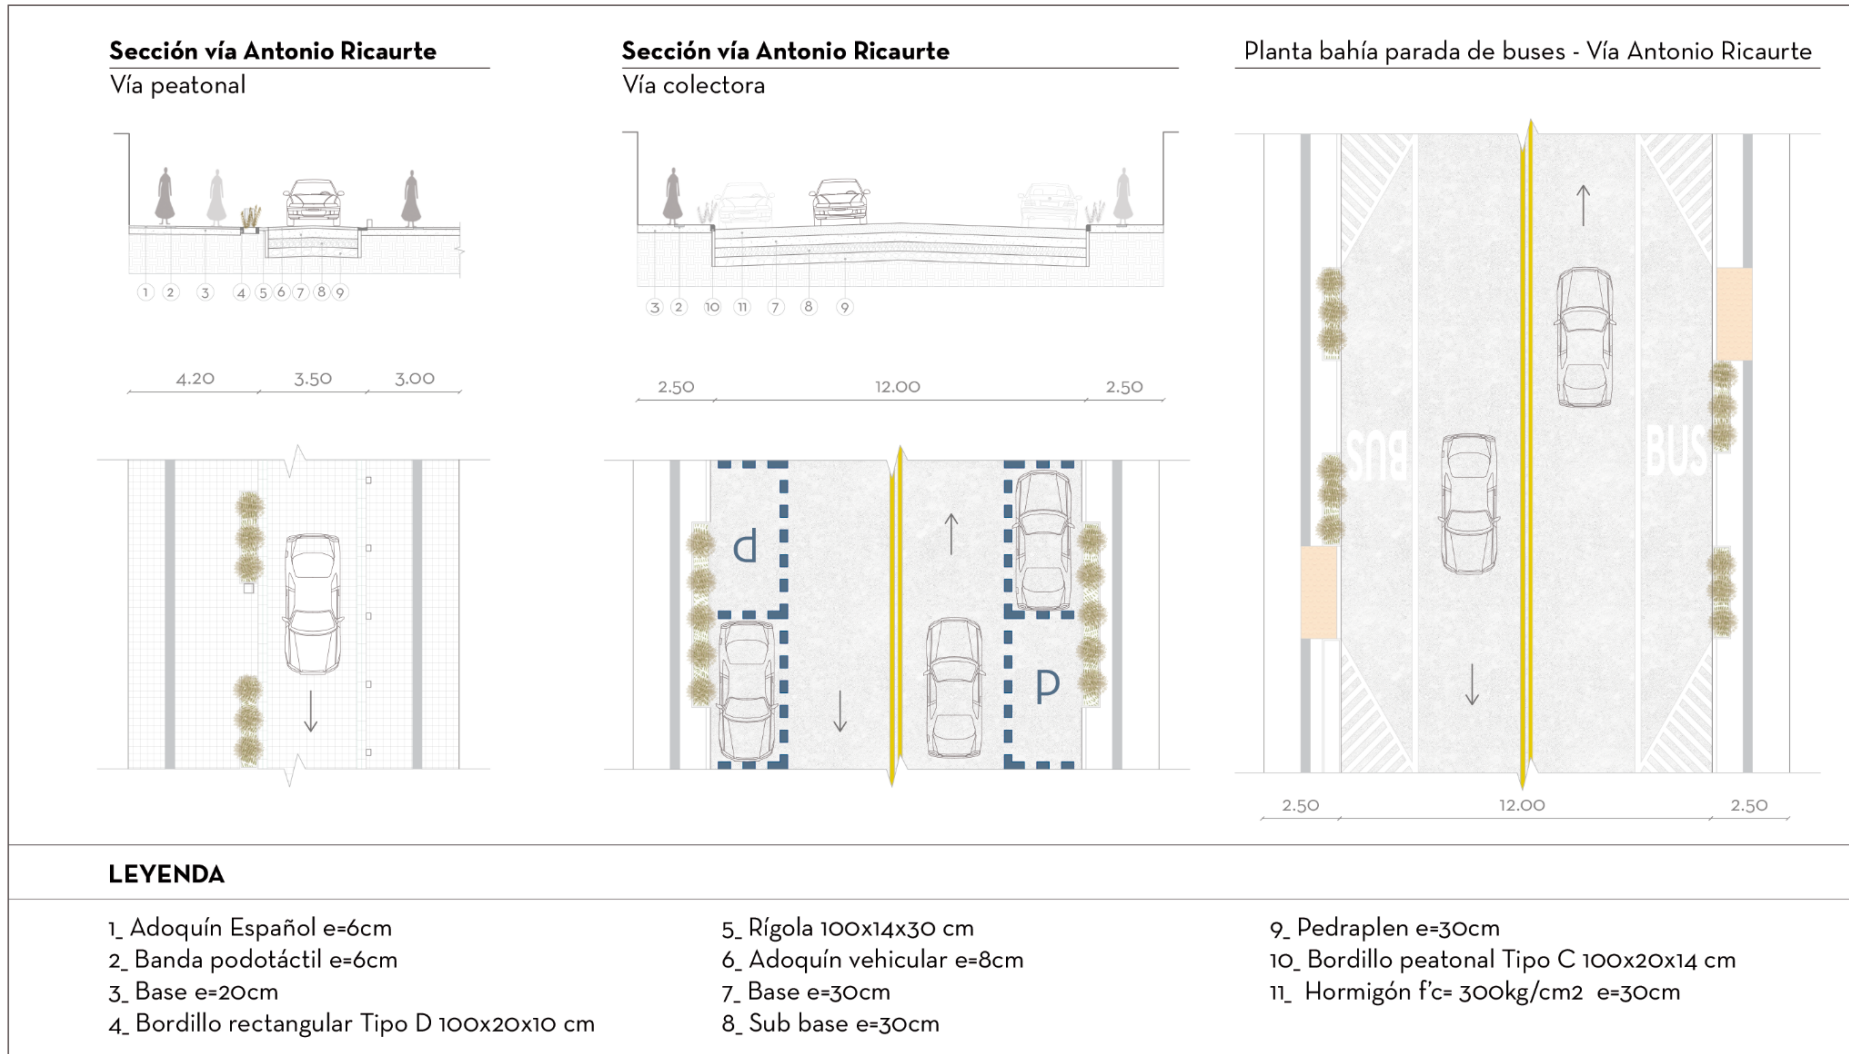 Sección vía Antonio Ricaurte
Vía peatonal
1 2 3 4 5 6 7 8 9
4.20 3.50 3.00
Sección vía Antonio Ricaurte
Vía colectora
3 2 10 11 7 8 9
2.50 12.00 2.50
P
P
Planta bahía parada de buses - Vía Antonio Ricaurte
BUS BUS
2.50 12.00 2.50
LEYENDA
1_ Adoquín Español e=6cm
2_ Banda podotáctil e=6cm
3_ Base e=20cm
4_ Bordillo rectangular Tipo D 100x20x10 cm
5_ Rígola 100x14x30 cm
6_ Adoquín vehicular e=8cm
7_ Base e=30cm
8_ Sub base e=30cm
9_ Pedraplen e=30cm
10_ Bordillo peatonal Tipo C 100x20x14 cm
11_ Hormigón f'c= 300kg/cm2 e=30cm